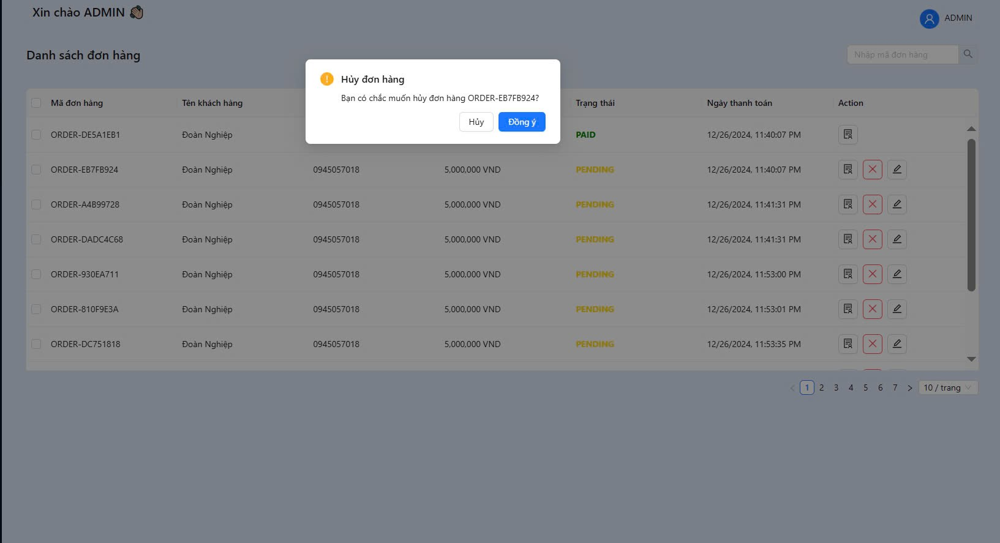 Xin chào ADMIN 👋
ADMIN
Danh sách đơn hàng
Nhập mã đơn hàng
Hủy đơn hàng
Bạn có chắc muốn hủy đơn hàng ORDER-EB7FB924?
Hủy Đồng ý
Mã đơn hàng Tên khách hàng Trạng thái Ngày thanh toán Action
ORDER-DE5A1EB1 Đoàn Nghiệp PAID 12/26/2024, 11:40:07 PM
ORDER-EB7FB924 Đoàn Nghiệp 0945057018 5,000,000 VND PENDING 12/26/2024, 11:40:07 PM
ORDER-A4B99728 Đoàn Nghiệp 0945057018 5,000,000 VND PENDING 12/26/2024, 11:41:31 PM
ORDER-DADC4C68 Đoàn Nghiệp 0945057018 5,000,000 VND PENDING 12/26/2024, 11:41:31 PM
ORDER-930EA711 Đoàn Nghiệp 0945057018 5,000,000 VND PENDING 12/26/2024, 11:53:00 PM
ORDER-810F9E3A Đoàn Nghiệp 0945057018 5,000,000 VND PENDING 12/26/2024, 11:53:01 PM
ORDER-DC751818 Đoàn Nghiệp 0945057018 5,000,000 VND PENDING 12/26/2024, 11:53:35 PM
1 2 3 4 5 6 7 10 / trang